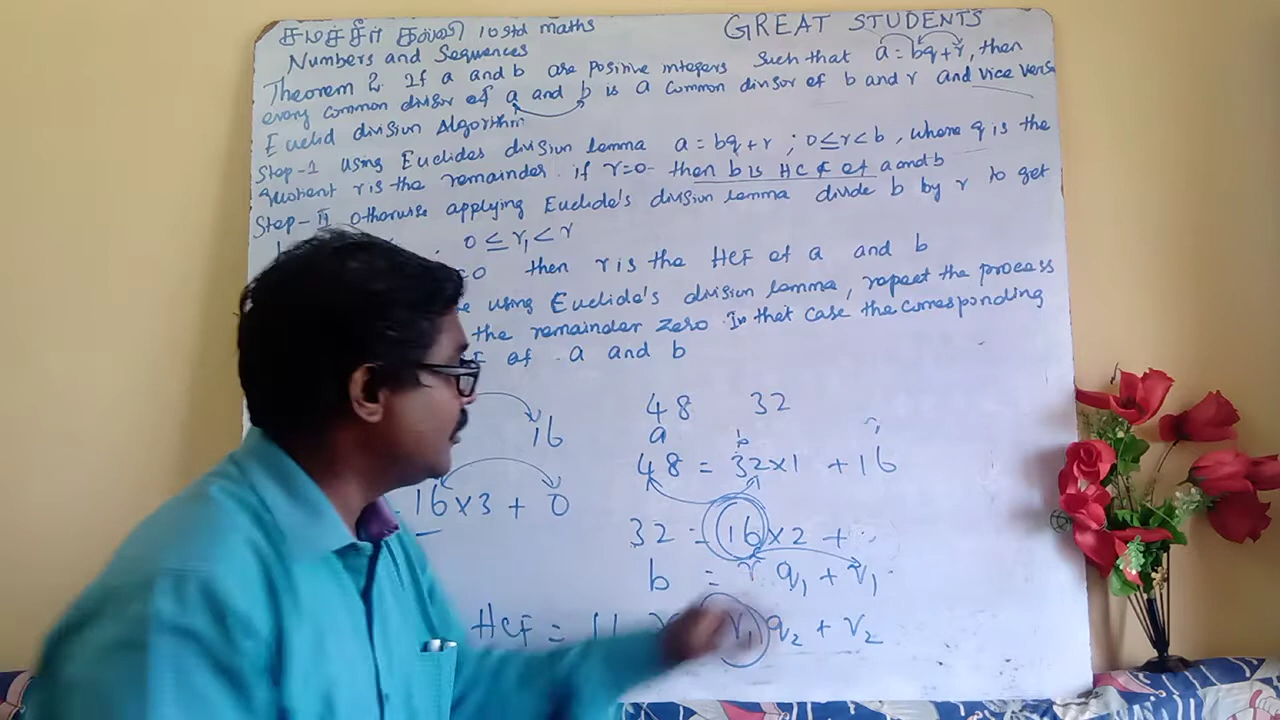 சமச்சீர் கல்வி 10 std maths GREAT STUDENTS
Numbers and Sequences
Theorem 2. If a and b are positive integers such that a = bq + r, then
every common divisor of a and b is a common divisor of b and r and vice versa
Euclid division Algorithm
Step-1 using Euclides division lemma a = bq + r ; 0 ≤ r < b, where q is the
quotient r is the remainder. if r=0 then b is HCF of a and b
Step-II otherwise applying Euclide's division lemma divide b by r to get
0 ≤ r₁ < r
then r is the HCF of a and b
using Euclide's division lemma, repeat the process
the remainder zero. In that case the corresponding
of a and b
48 32
16 a b r
48 = 32×1 + 16
16×3 + 0
32 = 16×2 +
b = r q₁ + r₁
HCF = r₁ q₂ + r₂